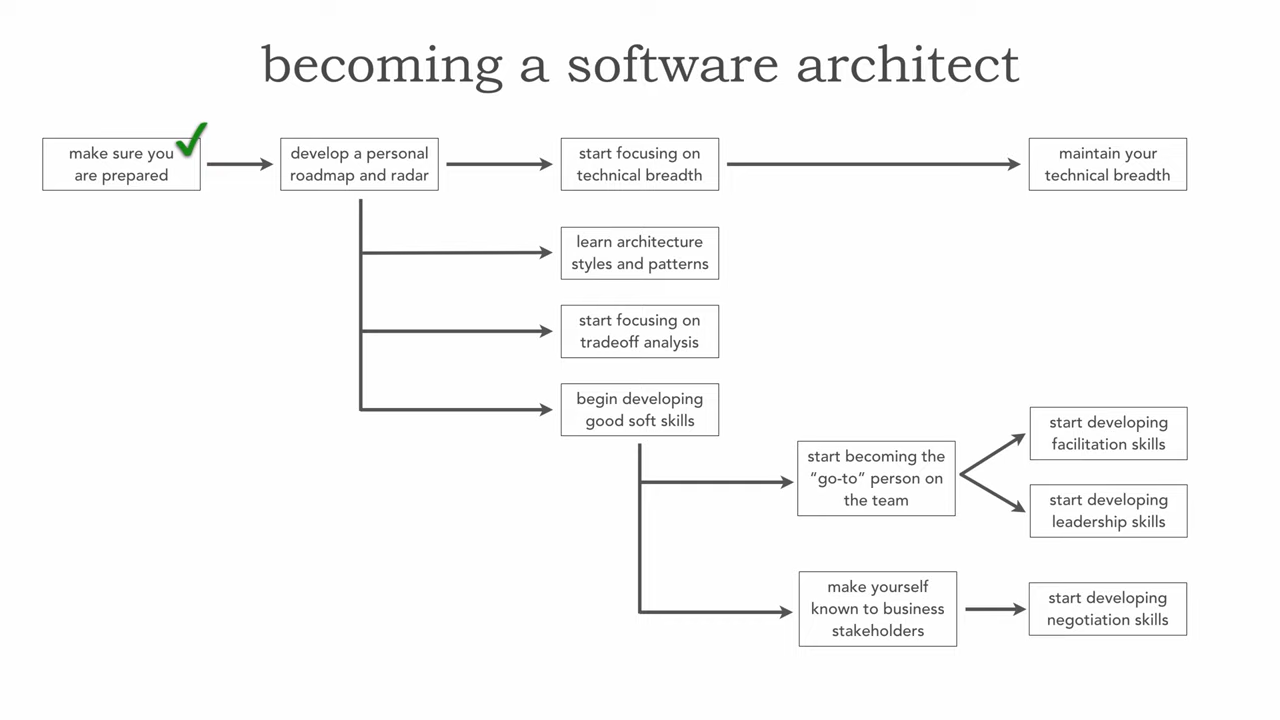 becoming a software architect
make sure you
are prepared
develop a personal
roadmap and radar
start focusing on
technical breadth
maintain your
technical breadth
learn architecture
styles and patterns
start focusing on
tradeoff analysis
begin developing
good soft skills
start becoming the
“go-to“ person on
the team
start developing
facilitation skills
start developing
leadership skills
make yourself
known to business
stakeholders
start developing
negotiation skills